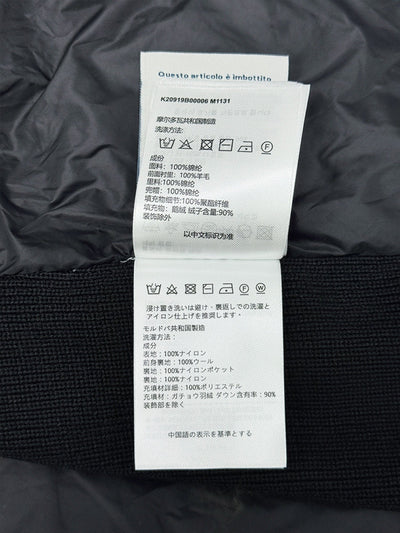 Questo articolo è imbottito
K20919B00006 M1131
摩尔多瓦共和国制造
洗涤方法:
成份
面料: 100%锦纶
前面衬里: 100%羊毛
里料:100%锦纶
兜帽: 100%锦纶
填充物细节:100%聚酯纤维
填充物: 鹅绒 绒子含量:90%
装饰除外
以中文标识为准
浸け置き洗いは避け、裏返しでの洗濯と
アイロン仕上げを推奨します。
モルドバ共和国製造
洗濯方法:
成分
表地: 100%ナイロン
前身裏地: 100%ウール
裏地: 100%ナイロンポケット
裏地: 100%ナイロン
充填材詳細: 100%ポリエステル
充填材: ガチョウ羽絨 ダウン含有率: 90%
装飾部を除く
中国語の表示を基準とする